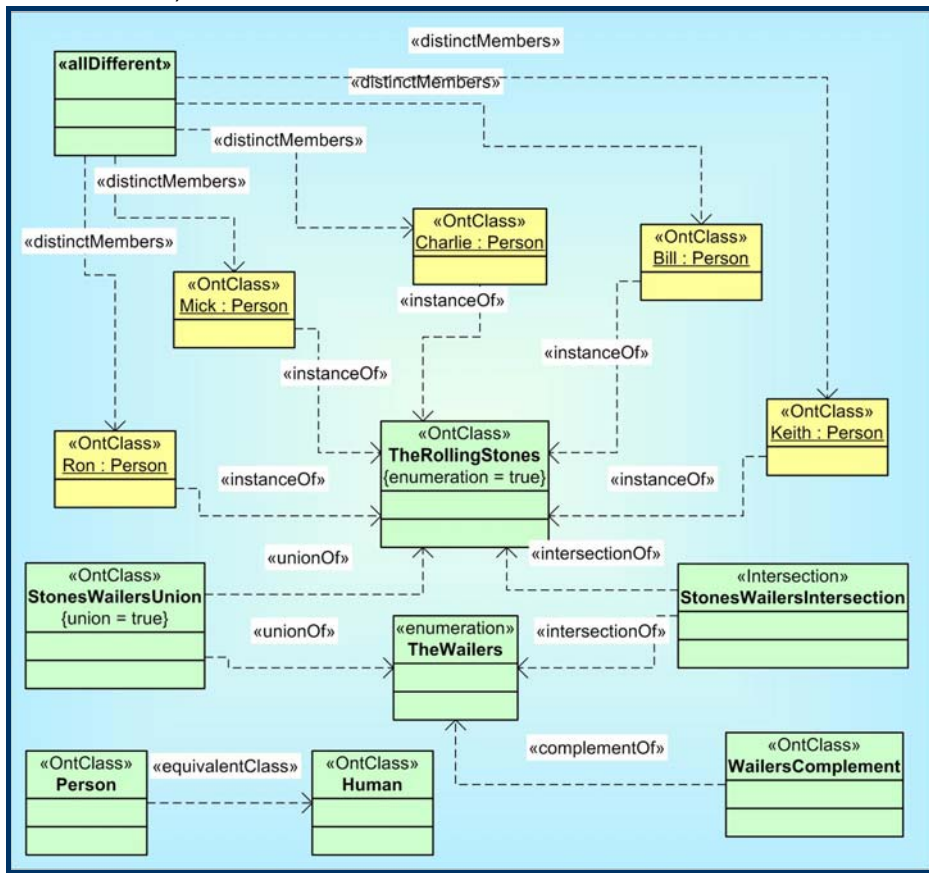 «distinctMembers»
«allDifferent»
«distinctMembers»
«distinctMembers»
«distinctMembers»
«distinctMembers»
«OntClass»
Charlie : Person
«OntClass»
Bill : Person
«OntClass»
Mick : Person
«instanceOf»
«instanceOf»
«instanceOf»
«OntClass»
Keith : Person
«OntClass»
TheRollingStones
{enumeration = true}
«OntClass»
Ron : Person
«instanceOf»
«instanceOf»
«unionOf»
«intersectionOf»
«OntClass»
StonesWailersUnion
{union = true}
«Intersection»
StonesWailersIntersection
«unionOf»
«enumeration»
TheWailers
«intersectionOf»
«complementOf»
«OntClass»
WailersComplement
«OntClass»
Person
«equivalentClass»
«OntClass»
Human